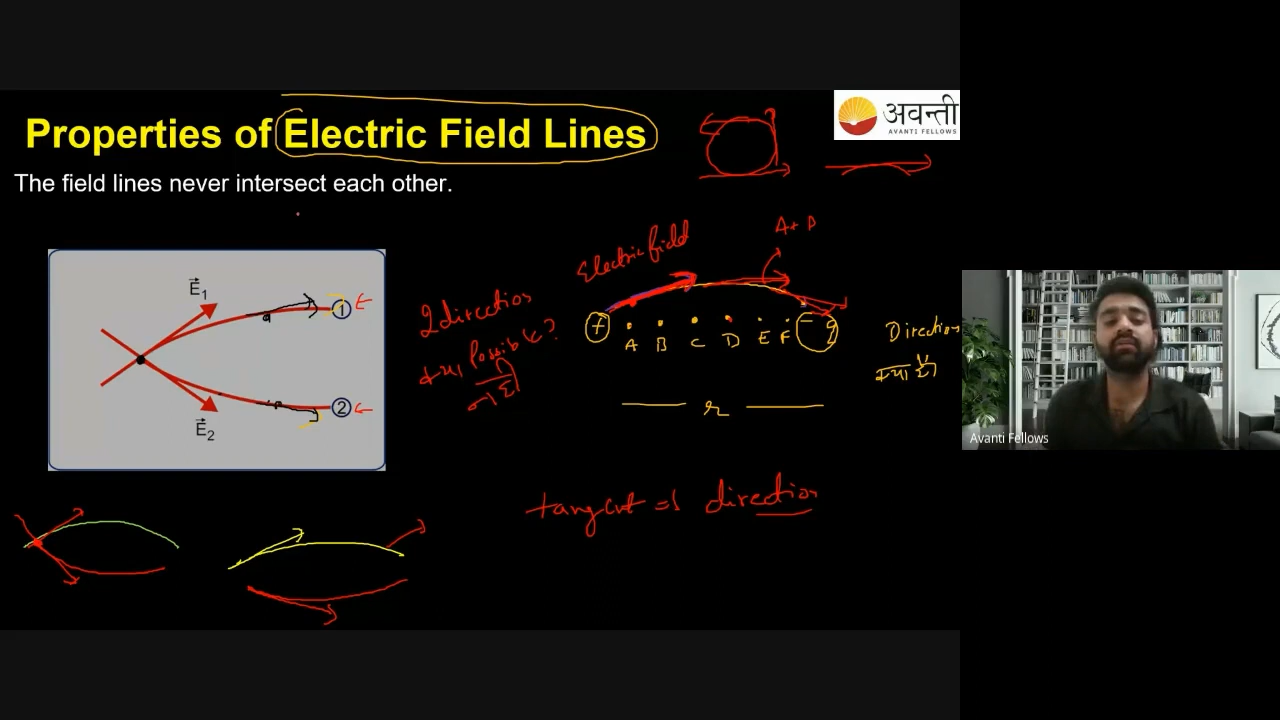 Properties of Electric Field Lines
अवन्ती
AVANTI FELLOWS
The field lines never intersect each other.
Electric field
A+ D
E₁
1
2 direction
क्या possible?
नहीं
+
- q
A B C D E F
Direction
क्या है
r
E₂
2
tangent ⇒ direction
Avanti Fellows